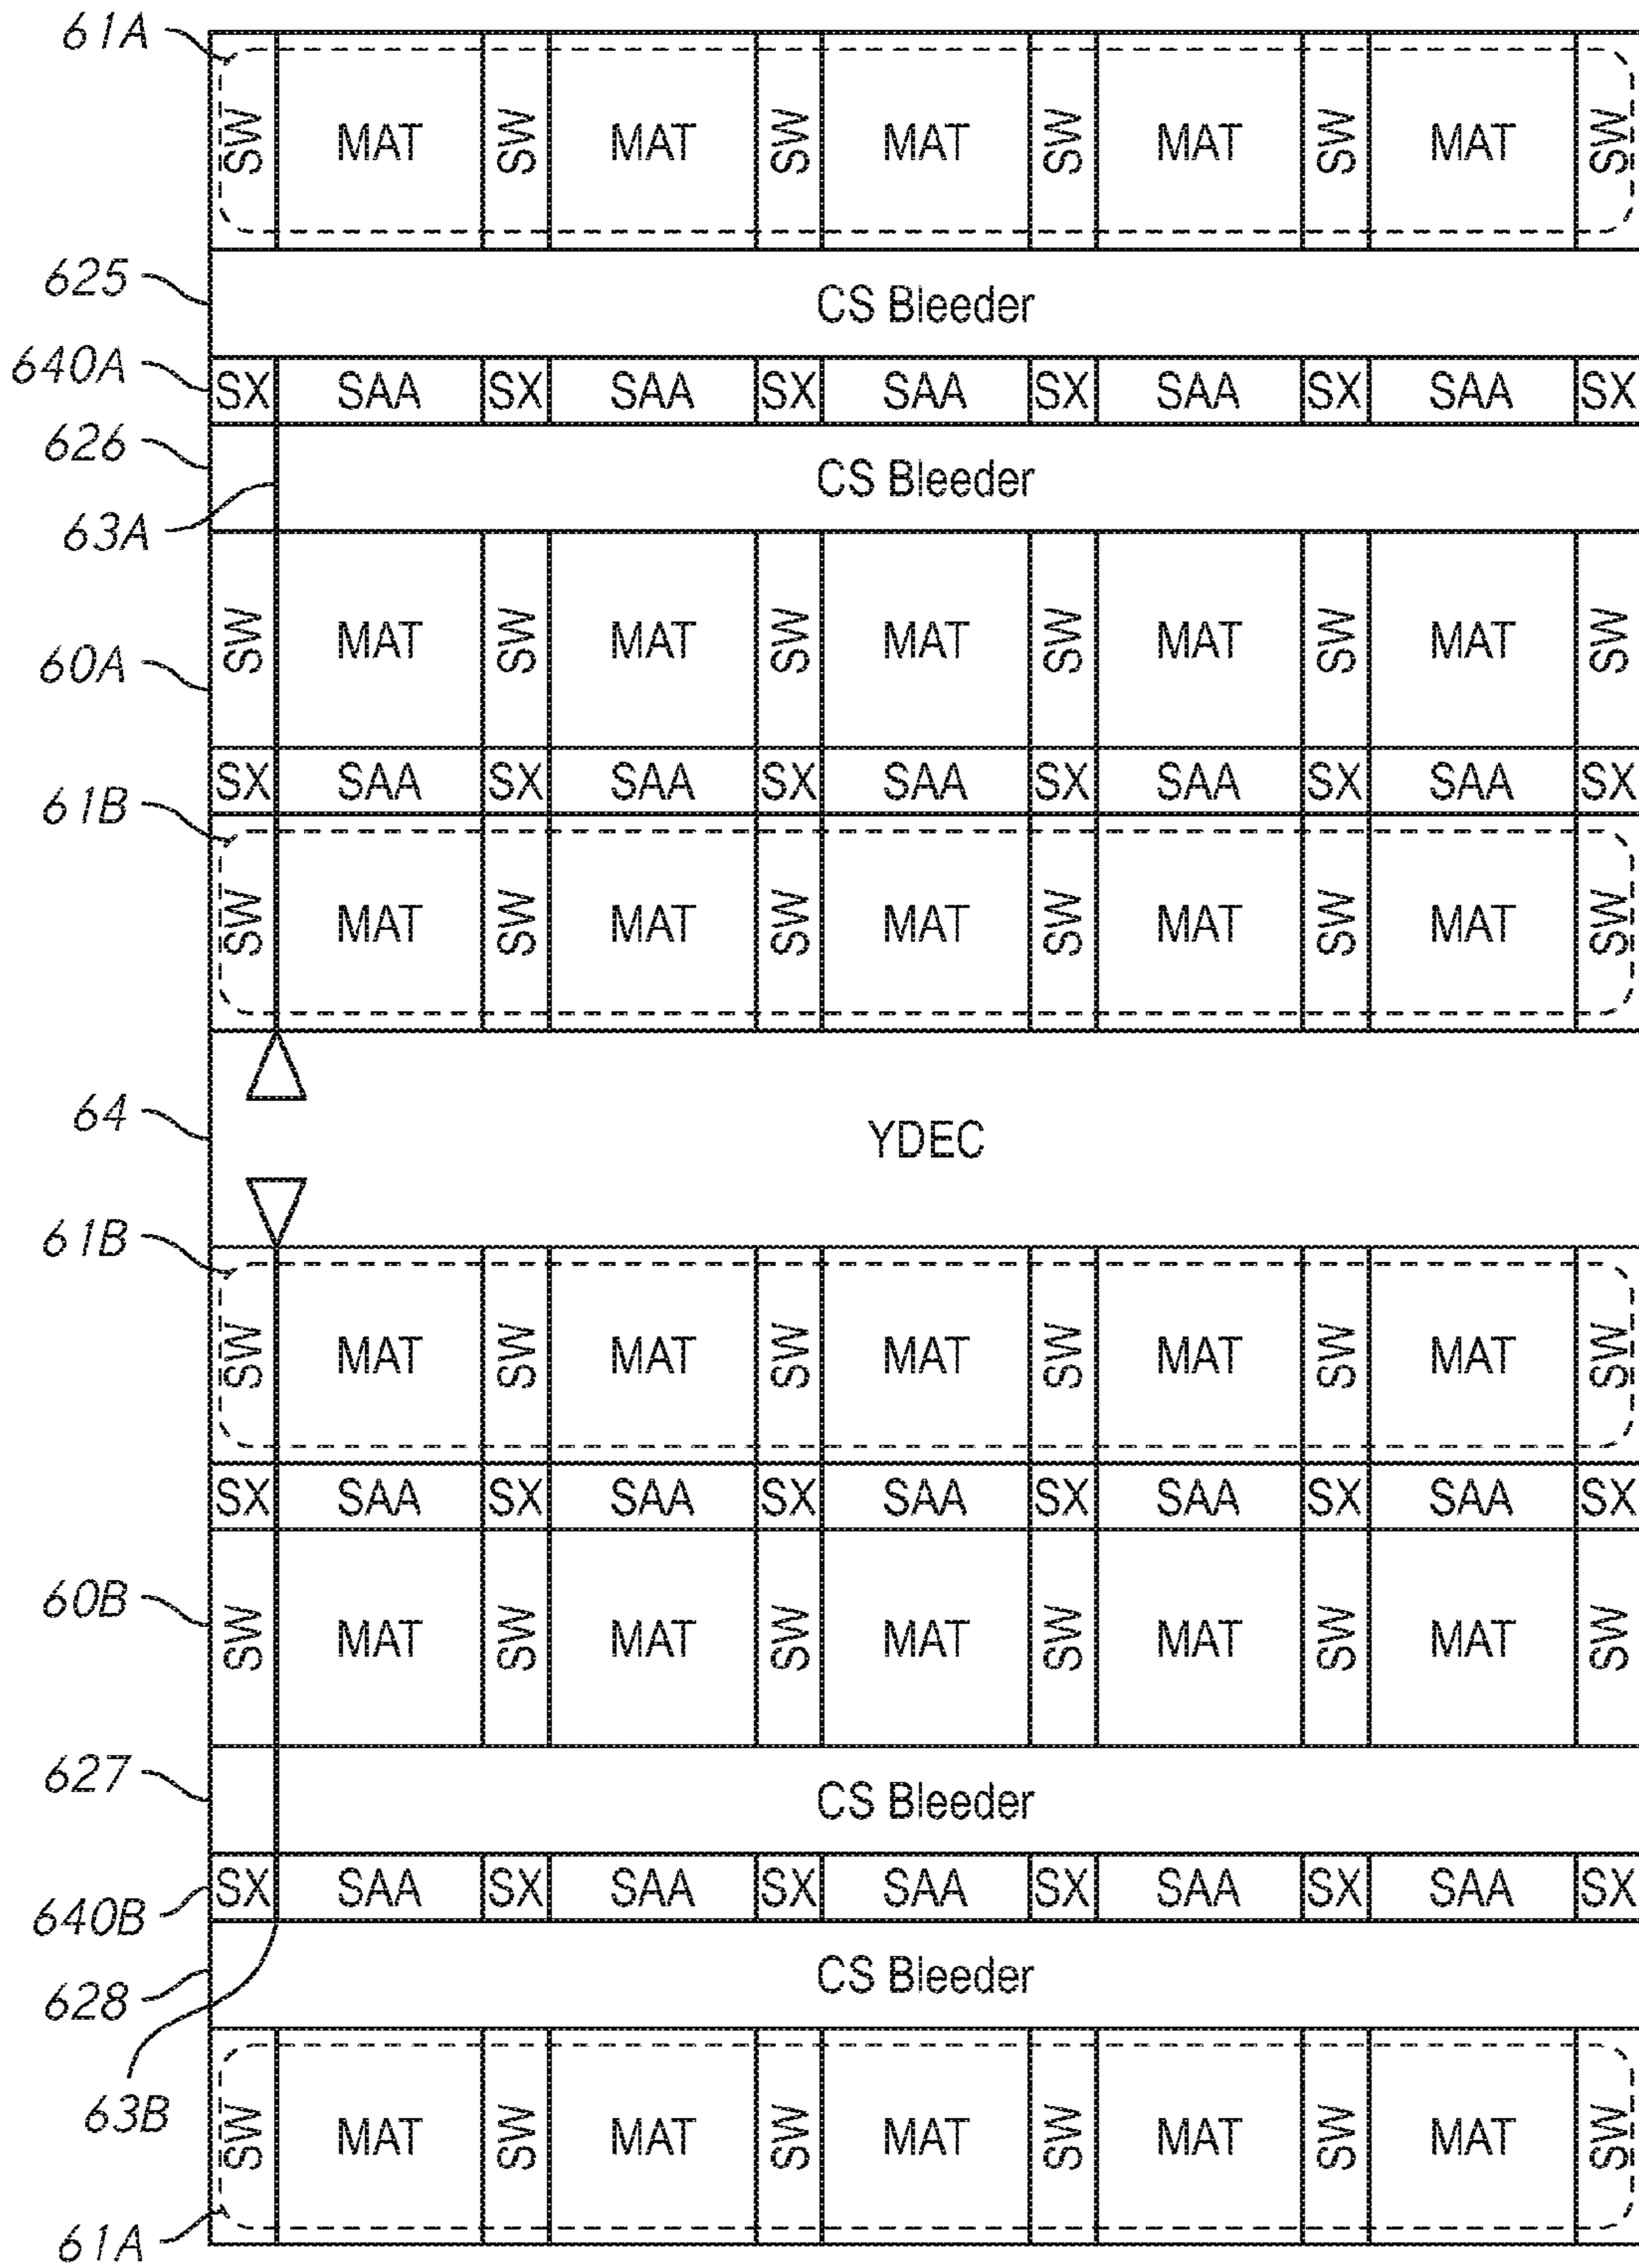 61A
SW MAT SW MAT SW MAT SW MAT SW MAT SW
625
CS Bleeder
640A
SX SAA SX SAA SX SAA SX SAA SX SAA SX
626
CS Bleeder
63A
SW MAT SW MAT SW MAT SW MAT SW MAT SW
60A
SX SAA SX SAA SX SAA SX SAA SX SAA SX
61B
SW MAT SW MAT SW MAT SW MAT SW MAT SW
64
YDEC
61B
SW MAT SW MAT SW MAT SW MAT SW MAT SW
SX SAA SX SAA SX SAA SX SAA SX SAA SX
60B
SW MAT SW MAT SW MAT SW MAT SW MAT SW
627
CS Bleeder
640B
SX SAA SX SAA SX SAA SX SAA SX SAA SX
628
CS Bleeder
63B
SW MAT SW MAT SW MAT SW MAT SW MAT SW
61A